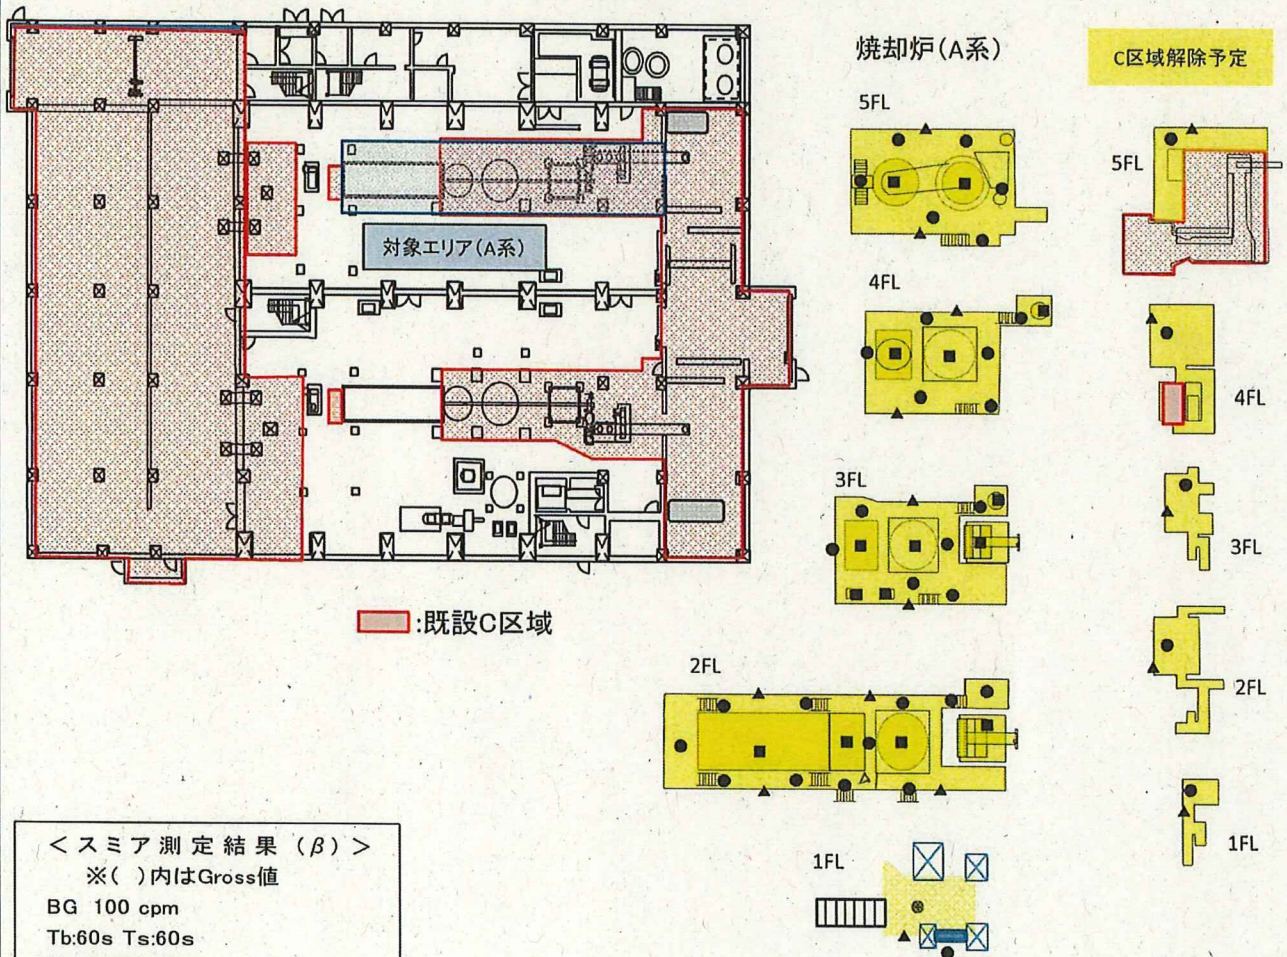 焼却炉(A系)
C区域解除予定
5FL
5FL
4FL
4FL
3FL
3FL
2FL
2FL
1FL
1FL
対象エリア(A系)
:既設C区域
<スミア測定結果(β)>
※( )内はGross値
BG 100 cpm
Tb:60s Ts:60s